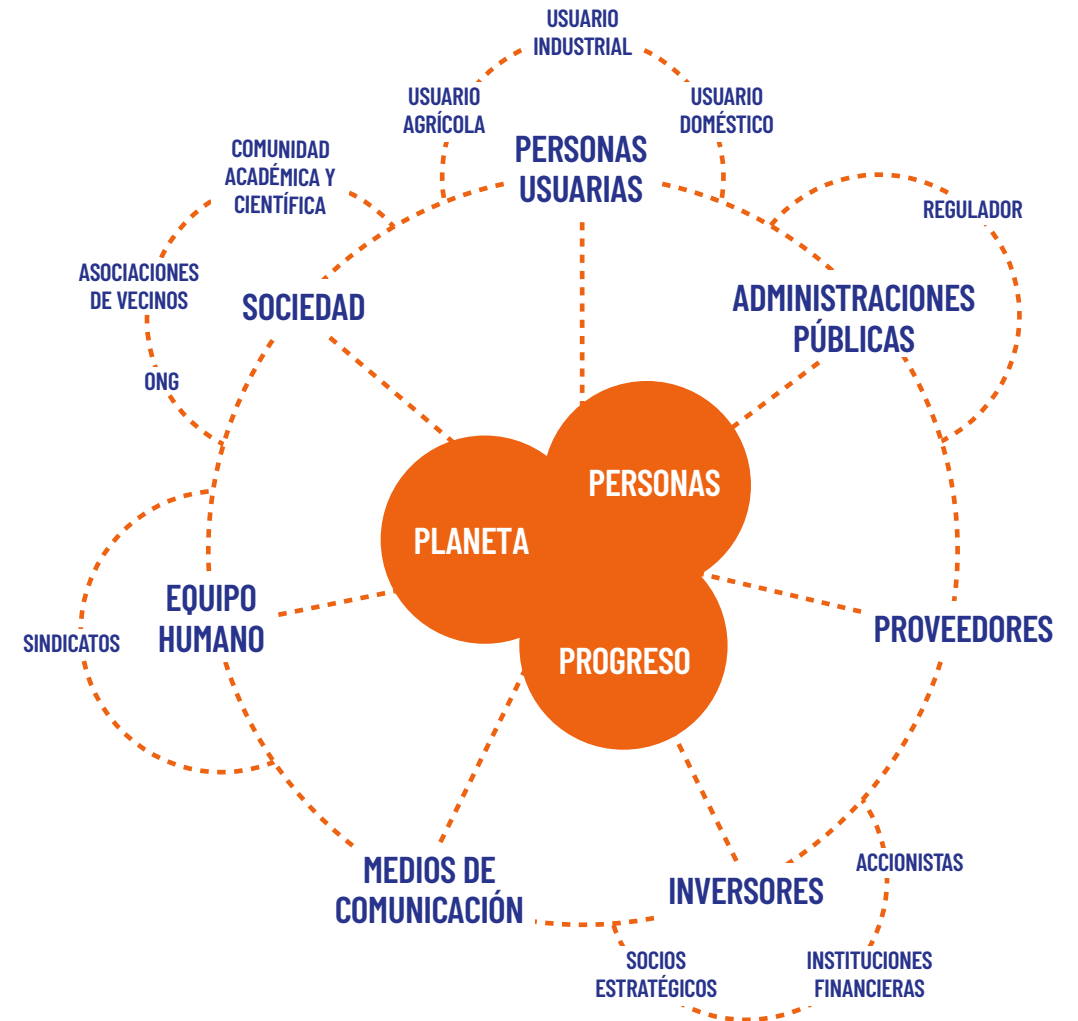 USUARIO
INDUSTRIAL
USUARIO
AGRÍCOLA
USUARIO
DOMÉSTICO
PERSONAS
USUARIAS
COMUNIDAD
ACADÉMICA Y
CIENTÍFICA
REGULADOR
ASOCIACIONES
DE VECINOS
SOCIEDAD
ADMINISTRACIONES
PÚBLICAS
ONG
PERSONAS
PLANETA
EQUIPO
HUMANO
SINDICATOS
PROVEEDORES
PROGRESO
MEDIOS DE
COMUNICACIÓN
INVERSORES
ACCIONISTAS
SOCIOS
ESTRATÉGICOS
INSTITUCIONES
FINANCIERAS